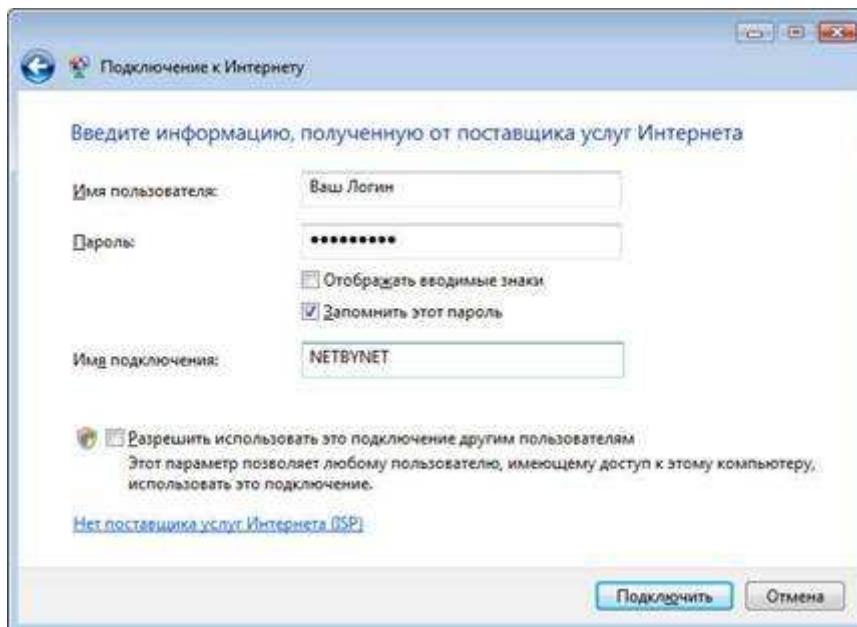 Подключение к Интернету
Введите информацию, полученную от поставщика услуг Интернета
Имя пользователя: Ваш Логин
Пароль: •••••••••
Отображать вводимые знаки
Запомнить этот пароль
Имя подключения: NETBYNET
Разрешить использовать это подключение другим пользователям
Этот параметр позволяет любому пользователю, имеющему доступ к этому компьютеру,
использовать это подключение.
Нет поставщика услуг Интернета (ISP)
Подключить Отмена